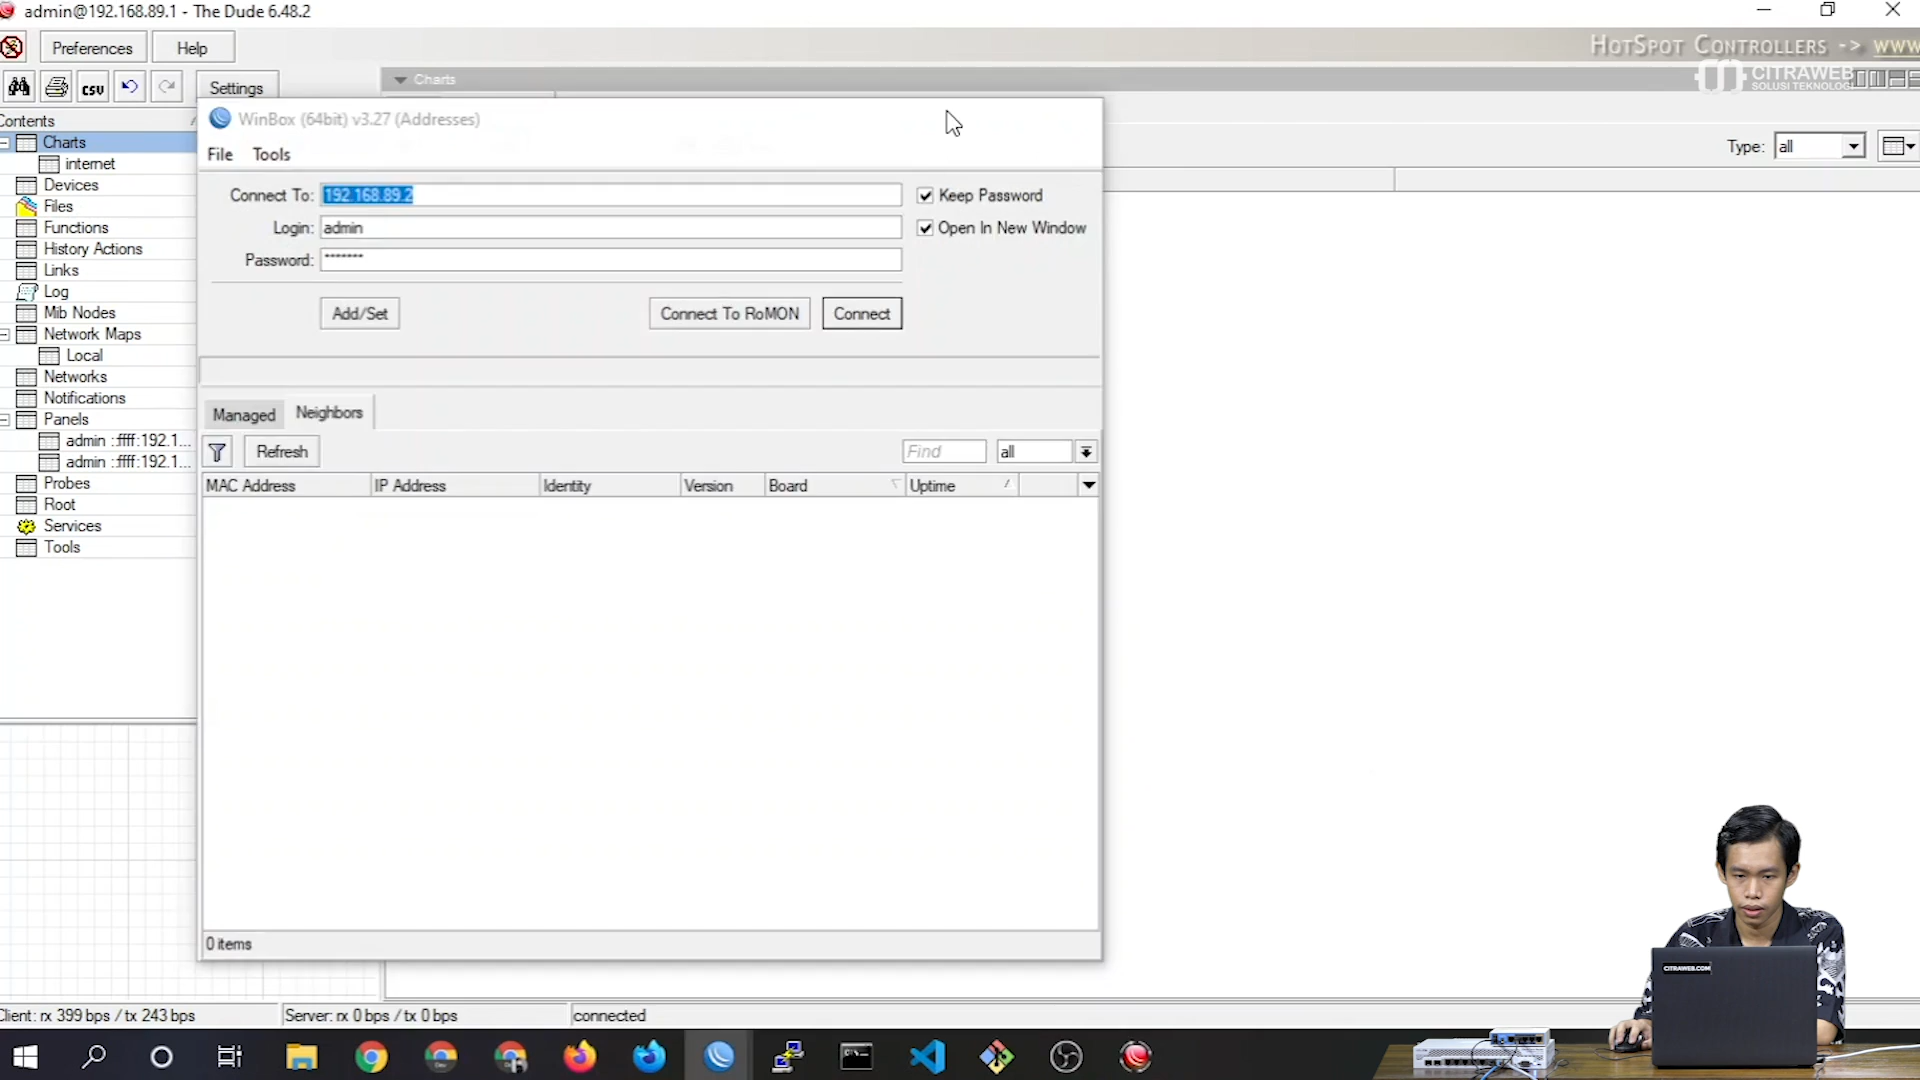 admin@192.168.89.1 - The Dude 6.48.2
Preferences
Help
HotSpot Controllers -> www
CITRAWEB
SOLUSI TEKNOLOGI
CSV
Settings
Charts
Contents
Type: all
Charts
internet
Devices
Files
Functions
History Actions
Links
Log
Mib Nodes
Network Maps
Local
Networks
Notifications
Panels
admin :ffff:192.1...
admin :ffff:192.1...
Probes
Root
Services
Tools
WinBox (64bit) v3.27 (Addresses)
File Tools
Connect To: 192.168.89.2
Keep Password
Login: admin
Open In New Window
Password: *******
Add/Set
Connect To RoMON
Connect
Managed
Neighbors
Refresh
Find
all
MAC Address
IP Address
Identity
Version
Board
Uptime
0 items
Client: rx 399 bps / tx 243 bps
Server: rx 0 bps / tx 0 bps
connected
CITRAWEB.COM